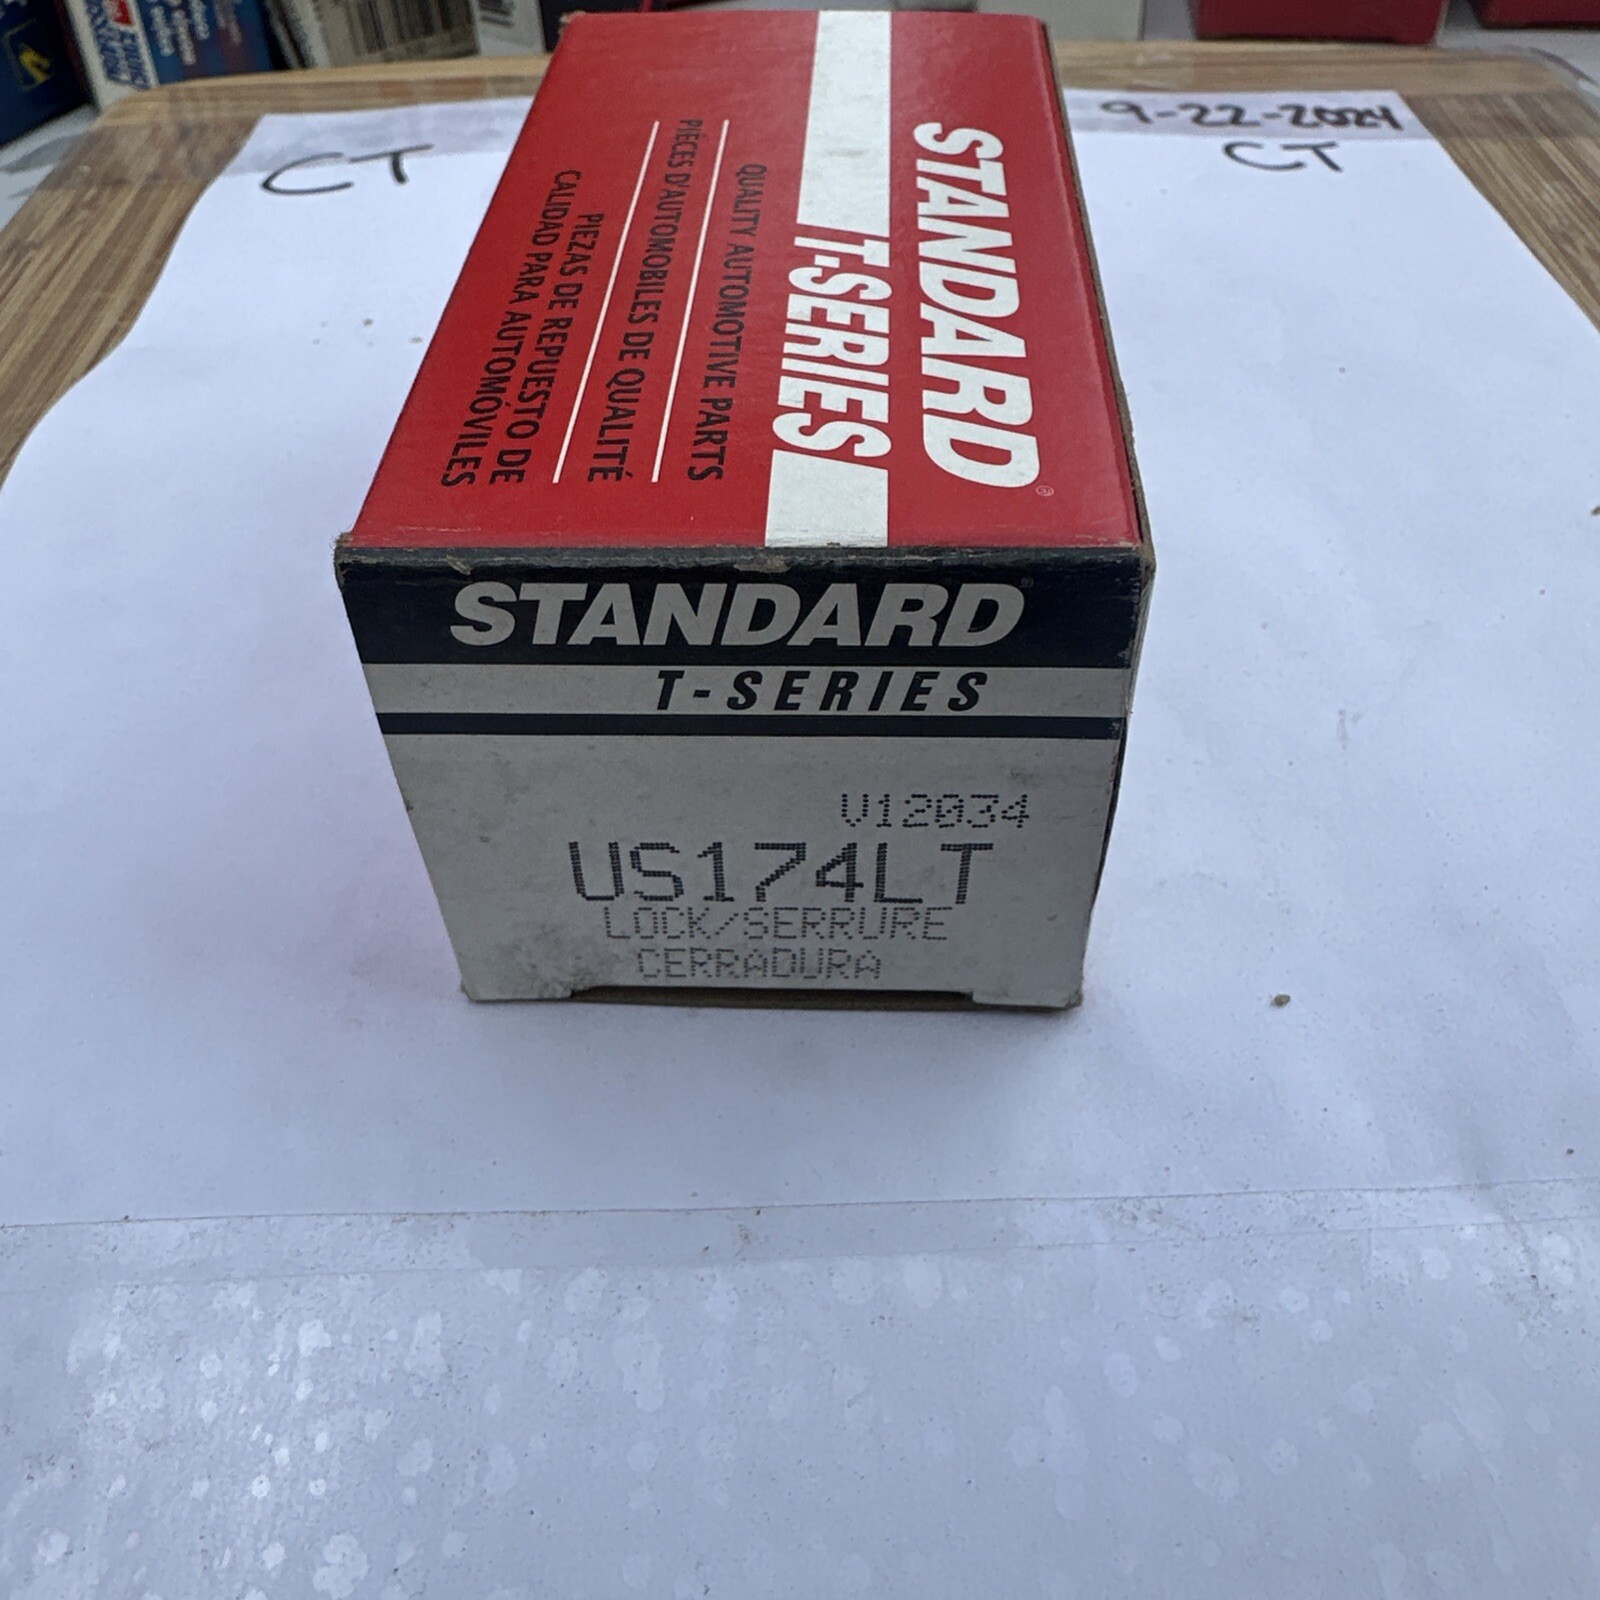 CT
9-22-2024
CT
STANDARD®
T-SERIES
QUALITY AUTOMOTIVE PARTS
PIÈCES D'AUTOMOBILES DE QUALITÉ
PIEZAS DE REPUESTO DE
CALIDAD PARA AUTOMÓVILES
STANDARD®
T-SERIES
V12034
US174LT
LOCK/SERRURE
CERRADURA